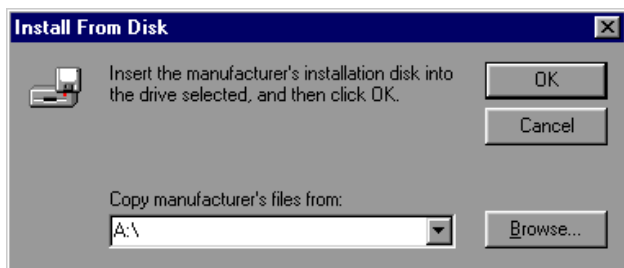 Install From Disk
Insert the manufacturer's installation disk into
the drive selected, and then click OK.
OK
Cancel
Copy manufacturer's files from:
A:\
Browse...